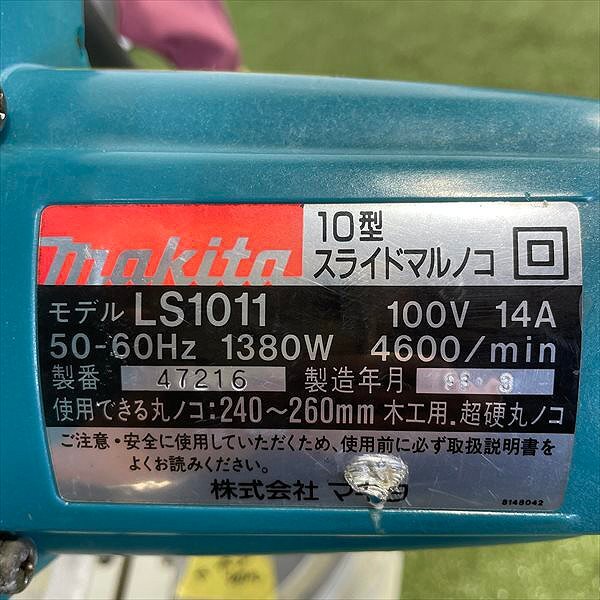 makita
10型
スライドマルノコ
モデル LS1011 100V 14A
50-60Hz 1380W 4600/min
製番 47216 製造年月
使用できる丸ノコ:240～260mm 木工用.超硬丸ノコ
ご注意・安全に使用していただくため、使用前に必ず取扱説明書を
よくお読みください。
株式会社 マキタ
8148042